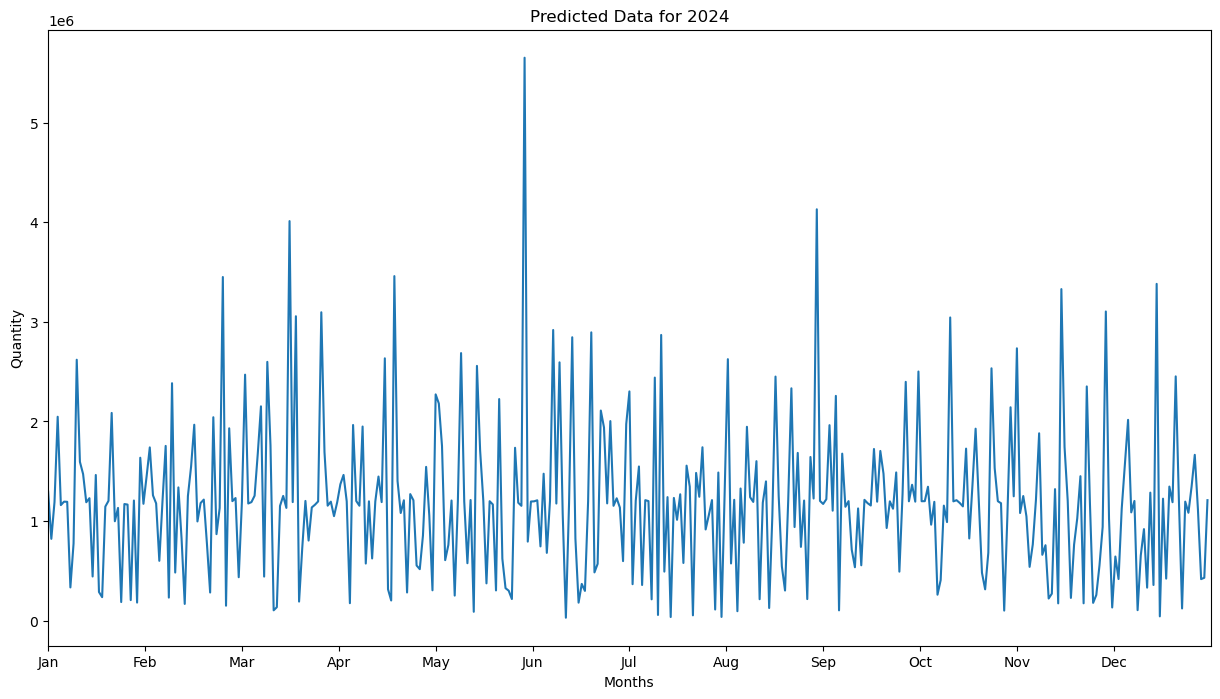 Predicted Data for 2024
1e6
5
4
3
2
1
0
Quantity
Jan Feb Mar Apr May Jun Jul Aug Sep Oct Nov Dec
Months